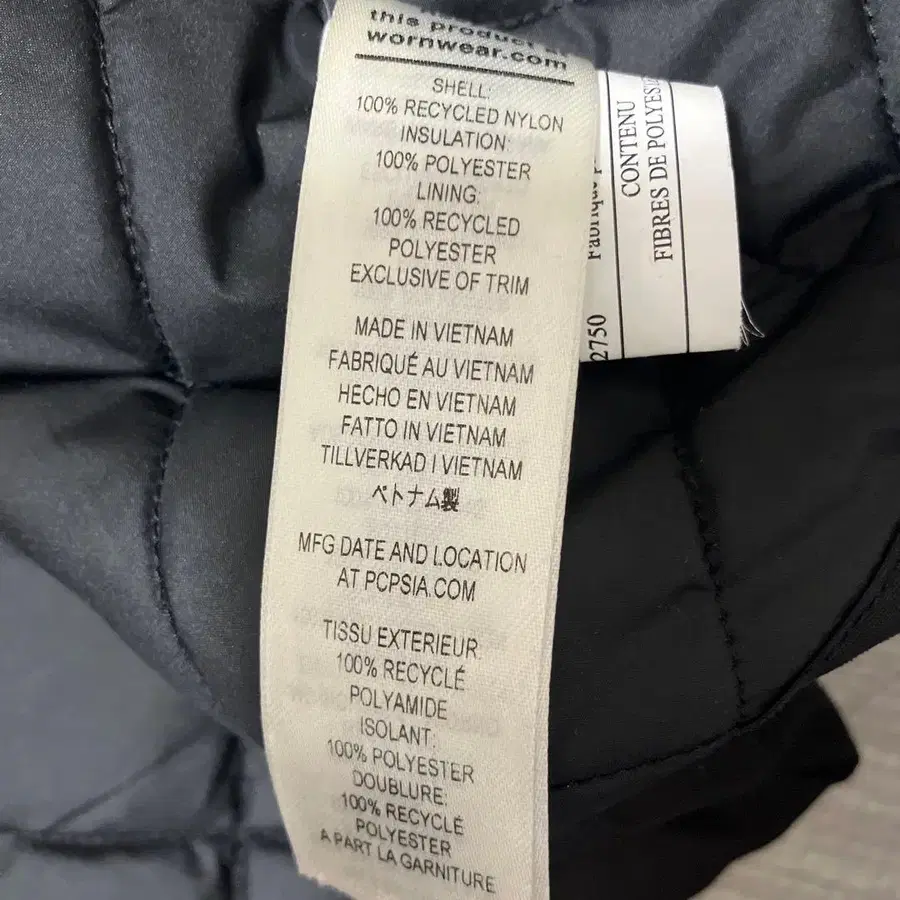 this product at
wornwear.com
SHELL:
100% RECYCLED NYLON
INSULATION:
100% POLYESTER
LINING:
100% RECYCLED
POLYESTER
EXCLUSIVE OF TRIM
MADE IN VIETNAM
FABRIQUÉ AU VIETNAM
HECHO EN VIETNAM
FATTO IN VIETNAM
TILLVERKAD I VIETNAM
ベトナム製
MFG DATE AND LOCATION
AT PCPSIA.COM
TISSU EXTERIEUR:
100% RECYCLÉ
POLYAMIDE
ISOLANT:
100% POLYESTER
DOUBLURE:
100% RECYCLÉ
POLYESTER
A PART LA GARNITURE
2750
CONTENU
FIBRES DE